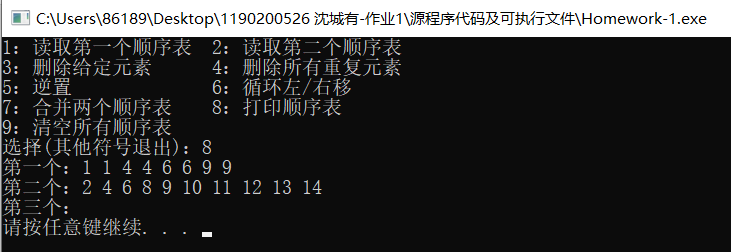 C:\Users\86189\Desktop\1190200526 沈城有-作业1\源程序代码及可执行文件\Homework-1.exe
1：读取第一个顺序表  2：读取第二个顺序表
3：删除给定元素      4：删除所有重复元素
5：逆置              6：循环左/右移
7：合并两个顺序表    8：打印顺序表
9：清空所有顺序表
选择(其他符号退出)：8
第一个：1 1 4 4 6 6 9 9
第二个：2 4 6 8 9 10 11 12 13 14
第三个：
请按任意键继续. . .